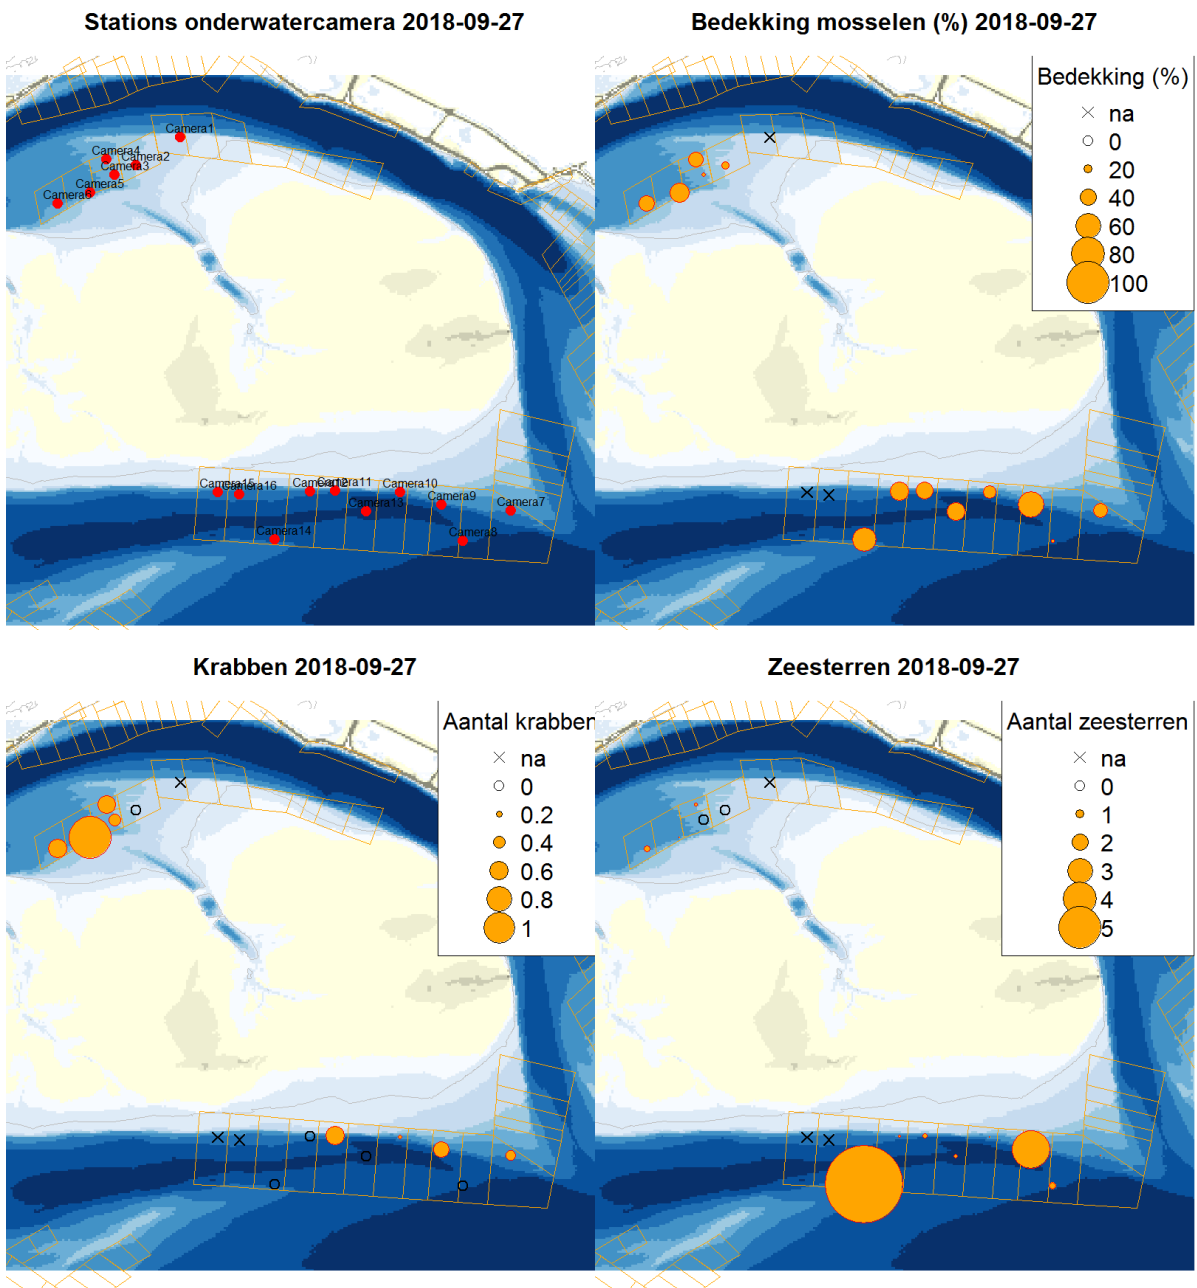 Stations onderwatercamera 2018-09-27
Camera1
Camera4
Camera2
Camera3
Camera5
Camera6
Camera15
Camera16
Camera12
Camera11
Camera10
Camera9
Camera7
Camera13
Camera14
Camera8
Bedekking mosselen (%) 2018-09-27
Bedekking (%)
na
0
20
40
60
80
100
Krabben 2018-09-27
Aantal krabben
na
0
0.2
0.4
0.6
0.8
1
Zeesterren 2018-09-27
Aantal zeesterren
na
0
1
2
3
4
5